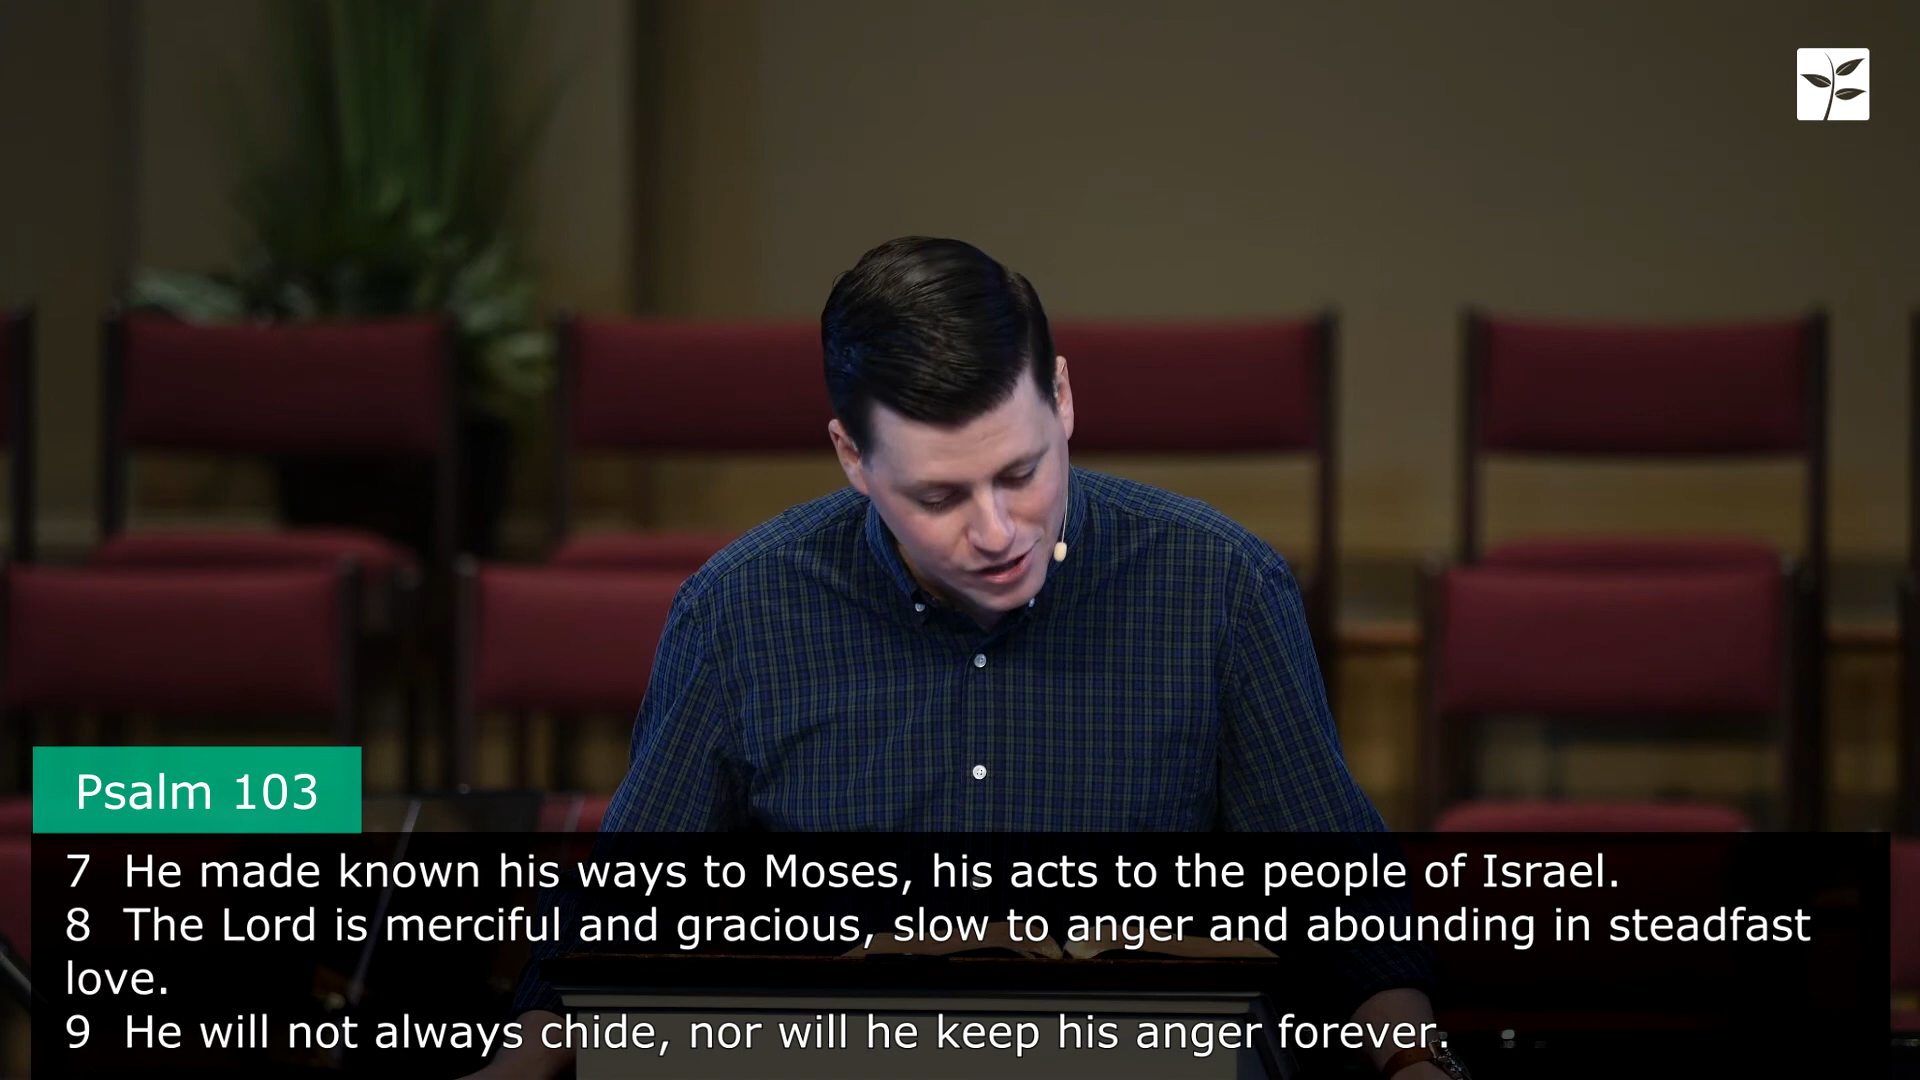 Psalm 103
7 He made known his ways to Moses, his acts to the people of Israel.
8 The Lord is merciful and gracious, slow to anger and abounding in steadfast
love.
9 He will not always chide, nor will he keep his anger forever.